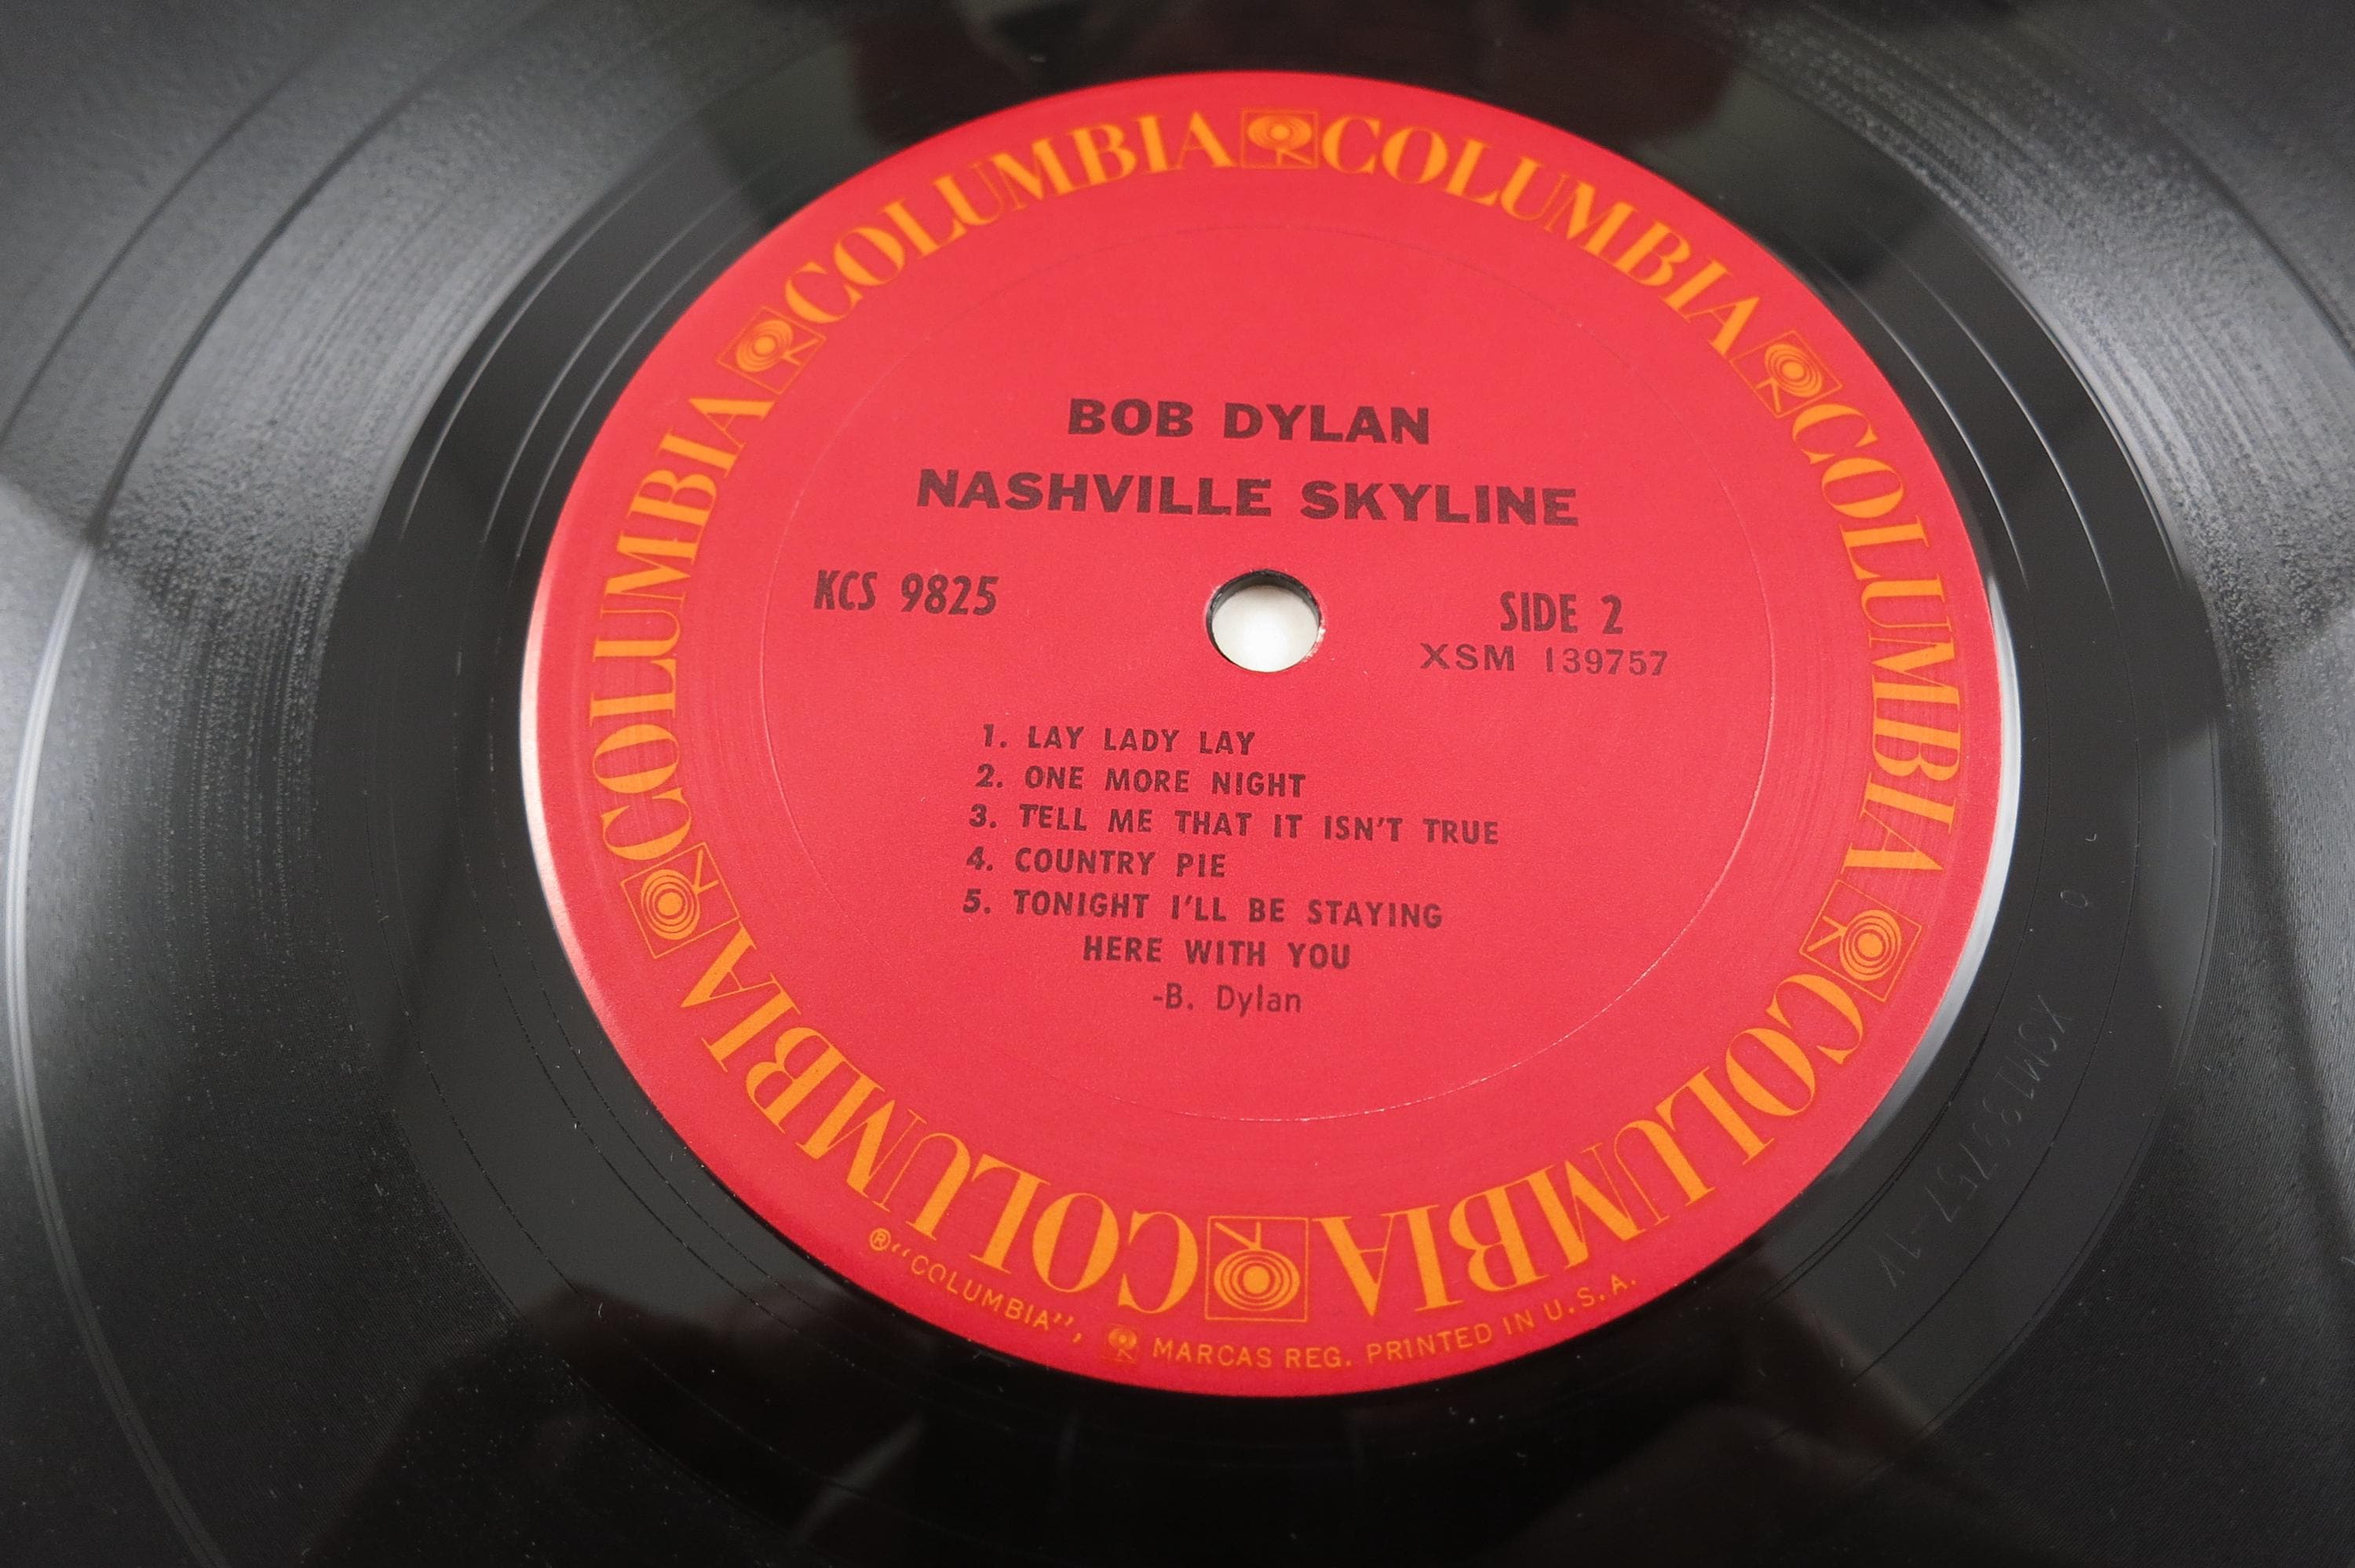 COLUMBIA COLUMBIA COLUMBIA COLUMBIA COLUMBIA COLUMBIA
BOB DYLAN
NASHVILLE SKYLINE
KCS 9825
SIDE 2
XSM 139757
1. LAY LADY LAY
2. ONE MORE NIGHT
3. TELL ME THAT IT ISN'T TRUE
4. COUNTRY PIE
5. TONIGHT I'LL BE STAYING
HERE WITH YOU
-B. Dylan
® "COLUMBIA", MARCAS REG. PRINTED IN U.S.A.